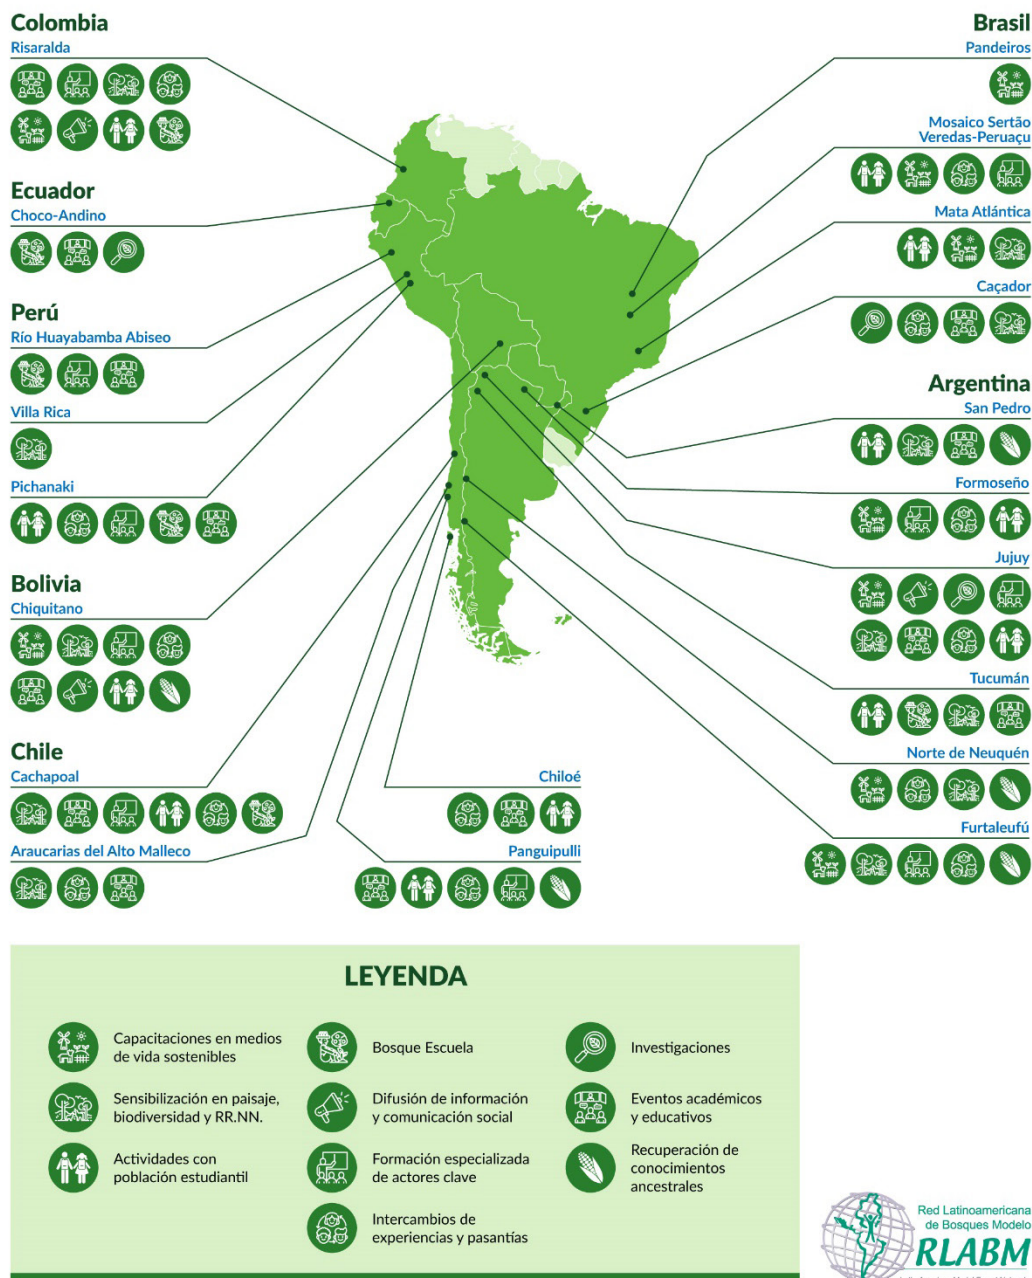 Colombia
Risaralda
Ecuador
Choco-Andino
Perú
Río Huayabamba Abiseo
Villa Rica
Pichanaki
Bolivia
Chiquitano
Chile
Cachapoal
Araucarias del Alto Malleco
Chiloé
Panguipulli
Brasil
Pandeiros
Mosaico Sertão
Veredas-Peruaçu
Mata Atlántica
Caçador
Argentina
San Pedro
Formoseño
Jujuy
Tucumán
Norte de Neuquén
Furtaleufú
LEYENDA
Capacitaciones en medios
de vida sostenibles
Sensibilización en paisaje,
biodiversidad y RR.NN.
Actividades con
población estudiantil
Bosque Escuela
Difusión de información
y comunicación social
Formación especializada
de actores clave
Intercambios de
experiencias y pasantías
Investigaciones
Eventos académicos
y educativos
Recuperación de
conocimientos
ancestrales
Red Latinoamericana
de Bosques Modelo
RLABM